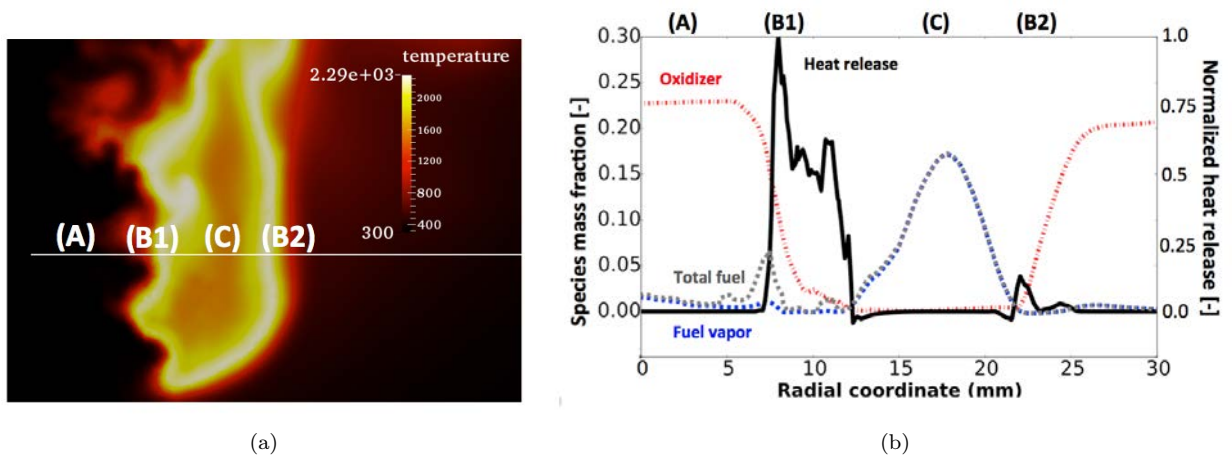 temperature
2.29e+03
2000
1600
1200
800
400
300
(A) (B1) (C) (B2)
(a)
(A) (B1) (C) (B2)
0.30
0.25
0.20
0.15
0.10
0.05
0.00
Species mass fraction [-]
Oxidizer
Heat release
Total fuel
Fuel vapor
1.0
0.75
0.5
0.25
0.0
Normalized heat release [-]
0 5 10 15 20 25 30
Radial coordinate (mm)
(b)